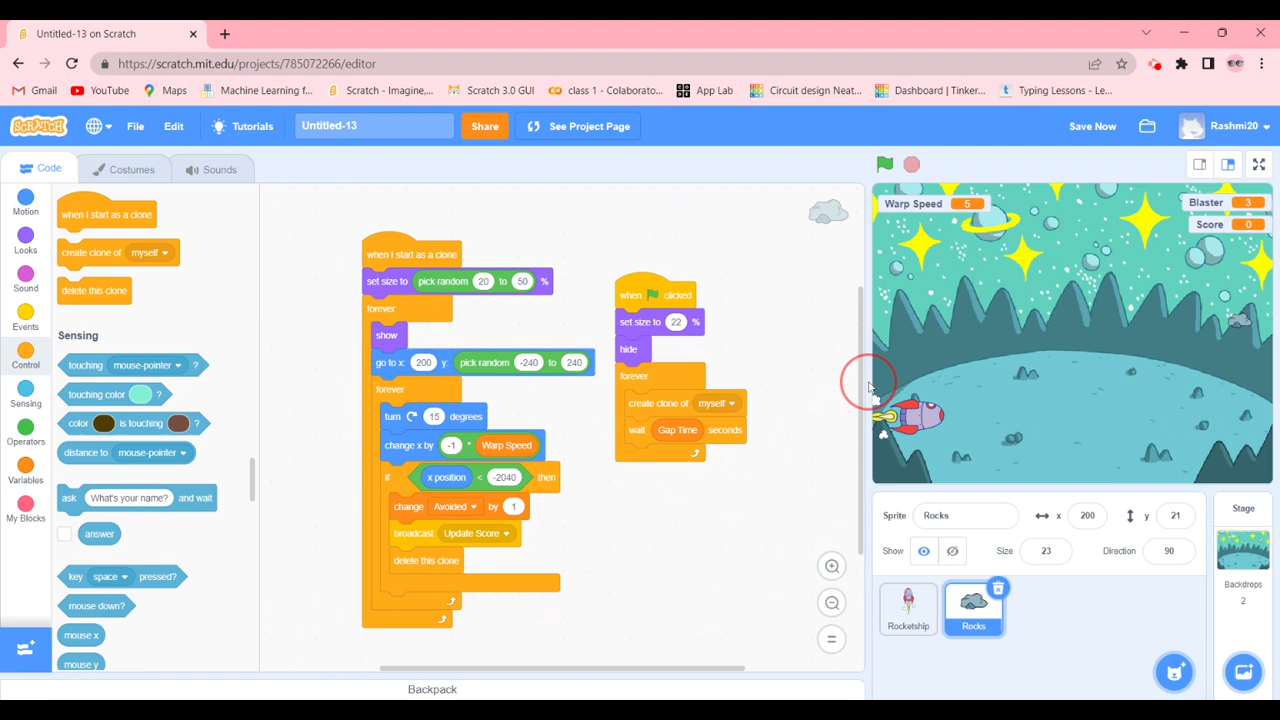 Untitled-13 on Scratch
https://scratch.mit.edu/projects/785072266/editor
Gmail YouTube Maps Machine Learning f... Scratch - Imagine,... Scratch 3.0 GUI class 1 - Colaborato... App Lab Circuit design Neat... Dashboard | Tinker... Typing Lessons - Le...
SCRATCH File Edit Tutorials Untitled-13 Share See Project Page Save Now Rashmi20
Code Costumes Sounds
Motion
Looks
Sound
Events
Control
Sensing
Operators
Variables
My Blocks
when I start as a clone
create clone of myself
delete this clone
Sensing
touching mouse-pointer ?
touching color ?
color is touching ?
distance to mouse-pointer
ask What's your name? and wait
answer
key space pressed?
mouse down?
mouse x
mouse y
when I start as a clone
set size to pick random 20 to 50 %
forever
show
go to x: 200 y: pick random -240 to 240
forever
turn 15 degrees
change x by -1 * Warp Speed
if x position < -2040 then
change Avoided by 1
broadcast Update Score
delete this clone
when clicked
set size to 22 %
hide
forever
create clone of myself
wait Gap Time seconds
Warp Speed 5
Blaster 3
Score 0
Sprite Rocks x 200 y 21
Show Size 23 Direction 90
Rocketship
Rocks
Stage
Backdrops
2
Backpack